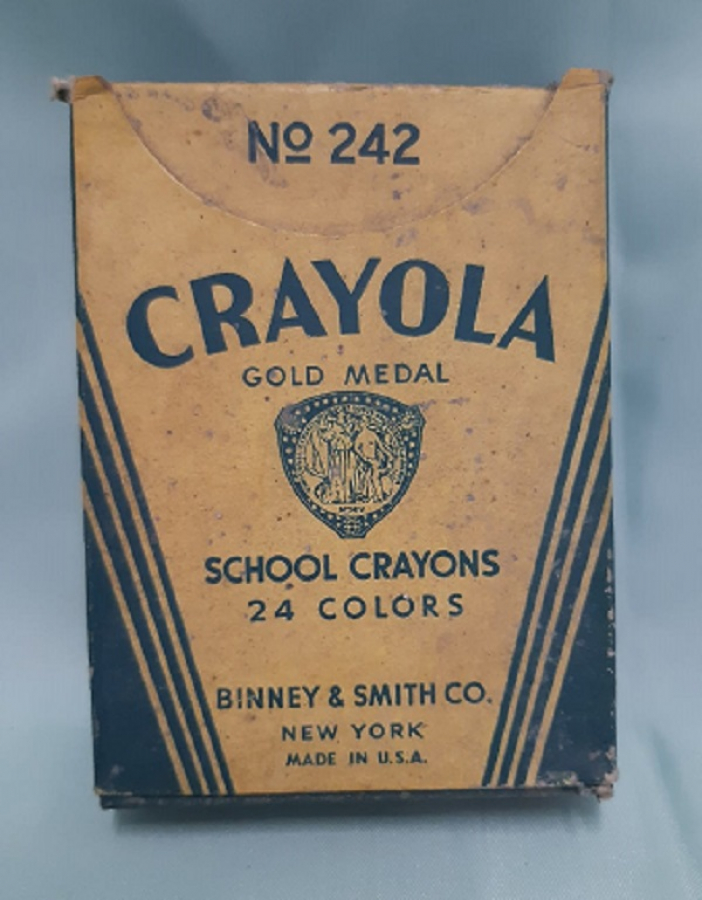 Nº 242
CRAYOLA
GOLD MEDAL
SCHOOL CRAYONS
24 COLORS
BINNEY & SMITH CO.
NEW YORK
MADE IN U.S.A.